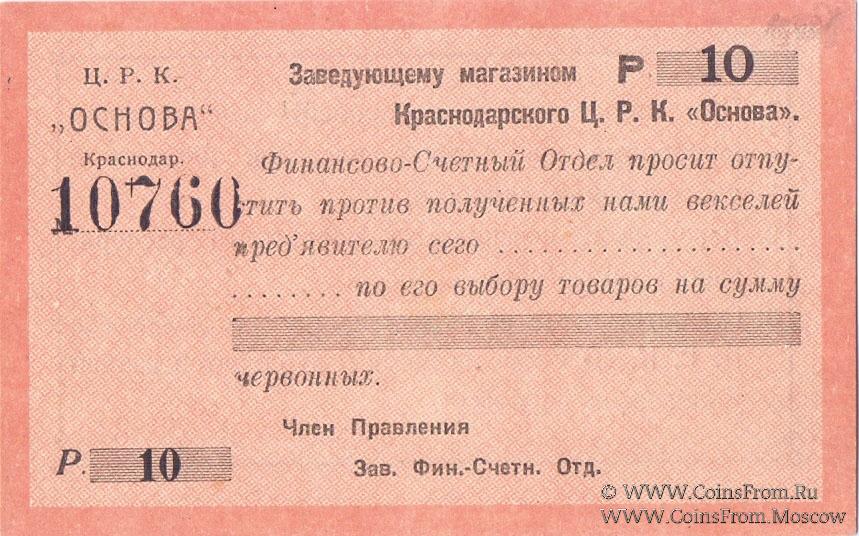 Ц. Р. К.
„ОСНОВА“
Краснодар.
10760
Заведующему магазином Р 10
Краснодарского Ц. Р. К. «Основа».
Финансово-Счетный Отдел просит отпу-
стить против полученных нами векселей
пред’явителю сего . . . . . . . . . . . . . . . . . . . . . .
. . . . . . . . по его выбору товаров на сумму
червонных.
Член Правления
Р. 10
Зав. Фин.-Счетн. Отд.
© WWW.CoinsFrom.Ru
WWW.CoinsFrom.Moscow